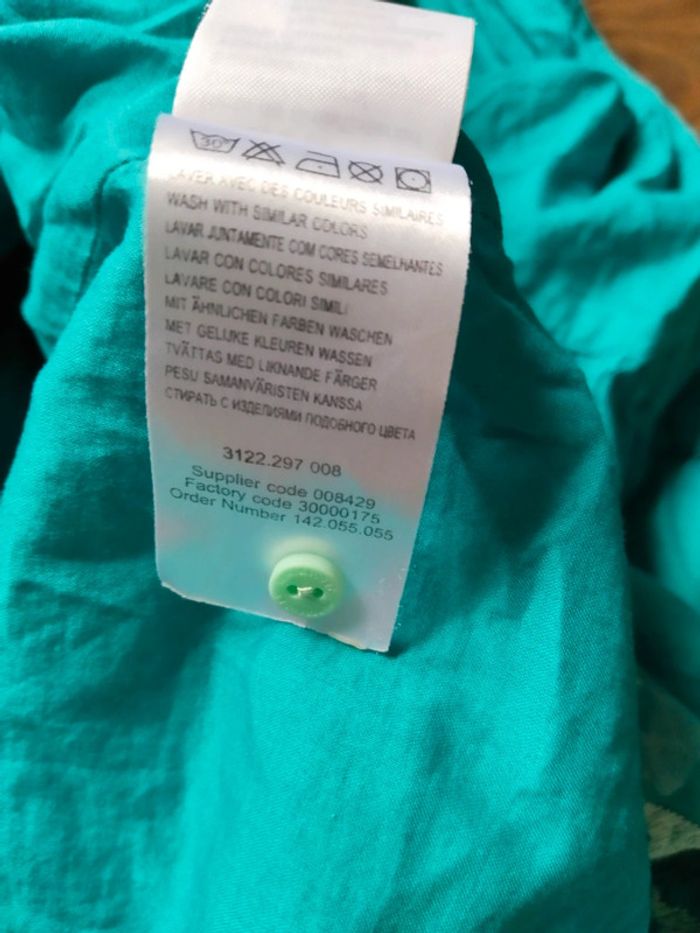 30°
LAVER AVEC DES COULEURS SIMILAIRES
WASH WITH SIMILAR COLORS
LAVAR JUNTAMENTE COM CORES SEMELHANTES
LAVAR CON COLORES SIMILARES
LAVARE CON COLORI SIMILI
MIT ÄHNLICHEN FARBEN WASCHEN
MET GELIJKE KLEUREN WASSEN
TVÄTTAS MED LIKNANDE FÄRGER
PESU SAMANVÄRISTEN KANSSA
СТИРАТЬ С ИЗДЕЛИЯМИ ПОДОБНОГО ЦВЕТА
3122.297 008
Supplier code 008429
Factory code 30000175
Order Number 142.055.055